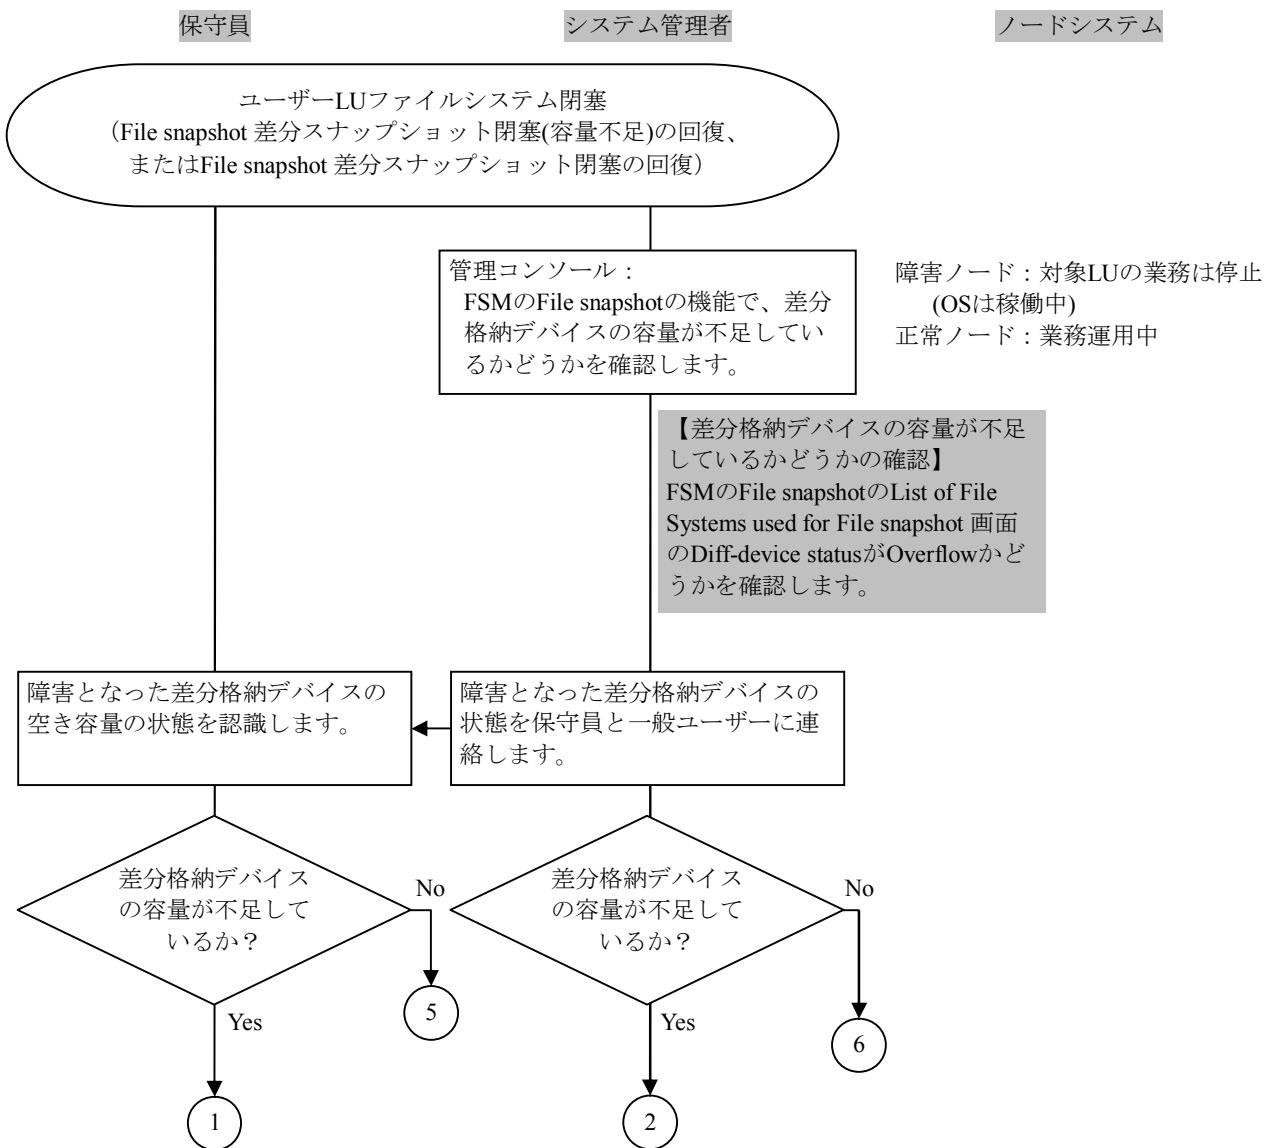 保守員
システム管理者
ノードシステム
ユーザーLUファイルシステム閉塞
（File snapshot 差分スナップショット閉塞(容量不足)の回復、
またはFile snapshot 差分スナップショット閉塞の回復）
管理コンソール：
FSMのFile snapshotの機能で、差分
格納デバイスの容量が不足してい
るかどうかを確認します。
障害ノード：対象LUの業務は停止
(OSは稼働中)
正常ノード：業務運用中
【差分格納デバイスの容量が不足
しているかどうかの確認】
FSMのFile snapshotのList of File
Systems used for File snapshot 画面
のDiff-device statusがOverflowかど
うかを確認します。
障害となった差分格納デバイスの
空き容量の状態を認識します。
障害となった差分格納デバイスの
状態を保守員と一般ユーザーに連
絡します。
差分格納デバイス
の容量が不足して
いるか？
No
差分格納デバイス
の容量が不足して
いるか？
No
5
Yes
Yes
6
1
2